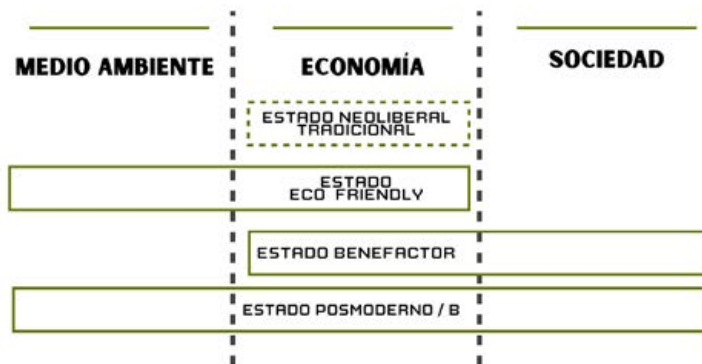 MEDIO AMBIENTE
ECONOMÍA
SOCIEDAD
ESTADO NEOLIBERAL
TRADICIONAL
ESTADO
ECO FRIENDLY
ESTADO BENEFACTOR
ESTADO POSMODERNO / B